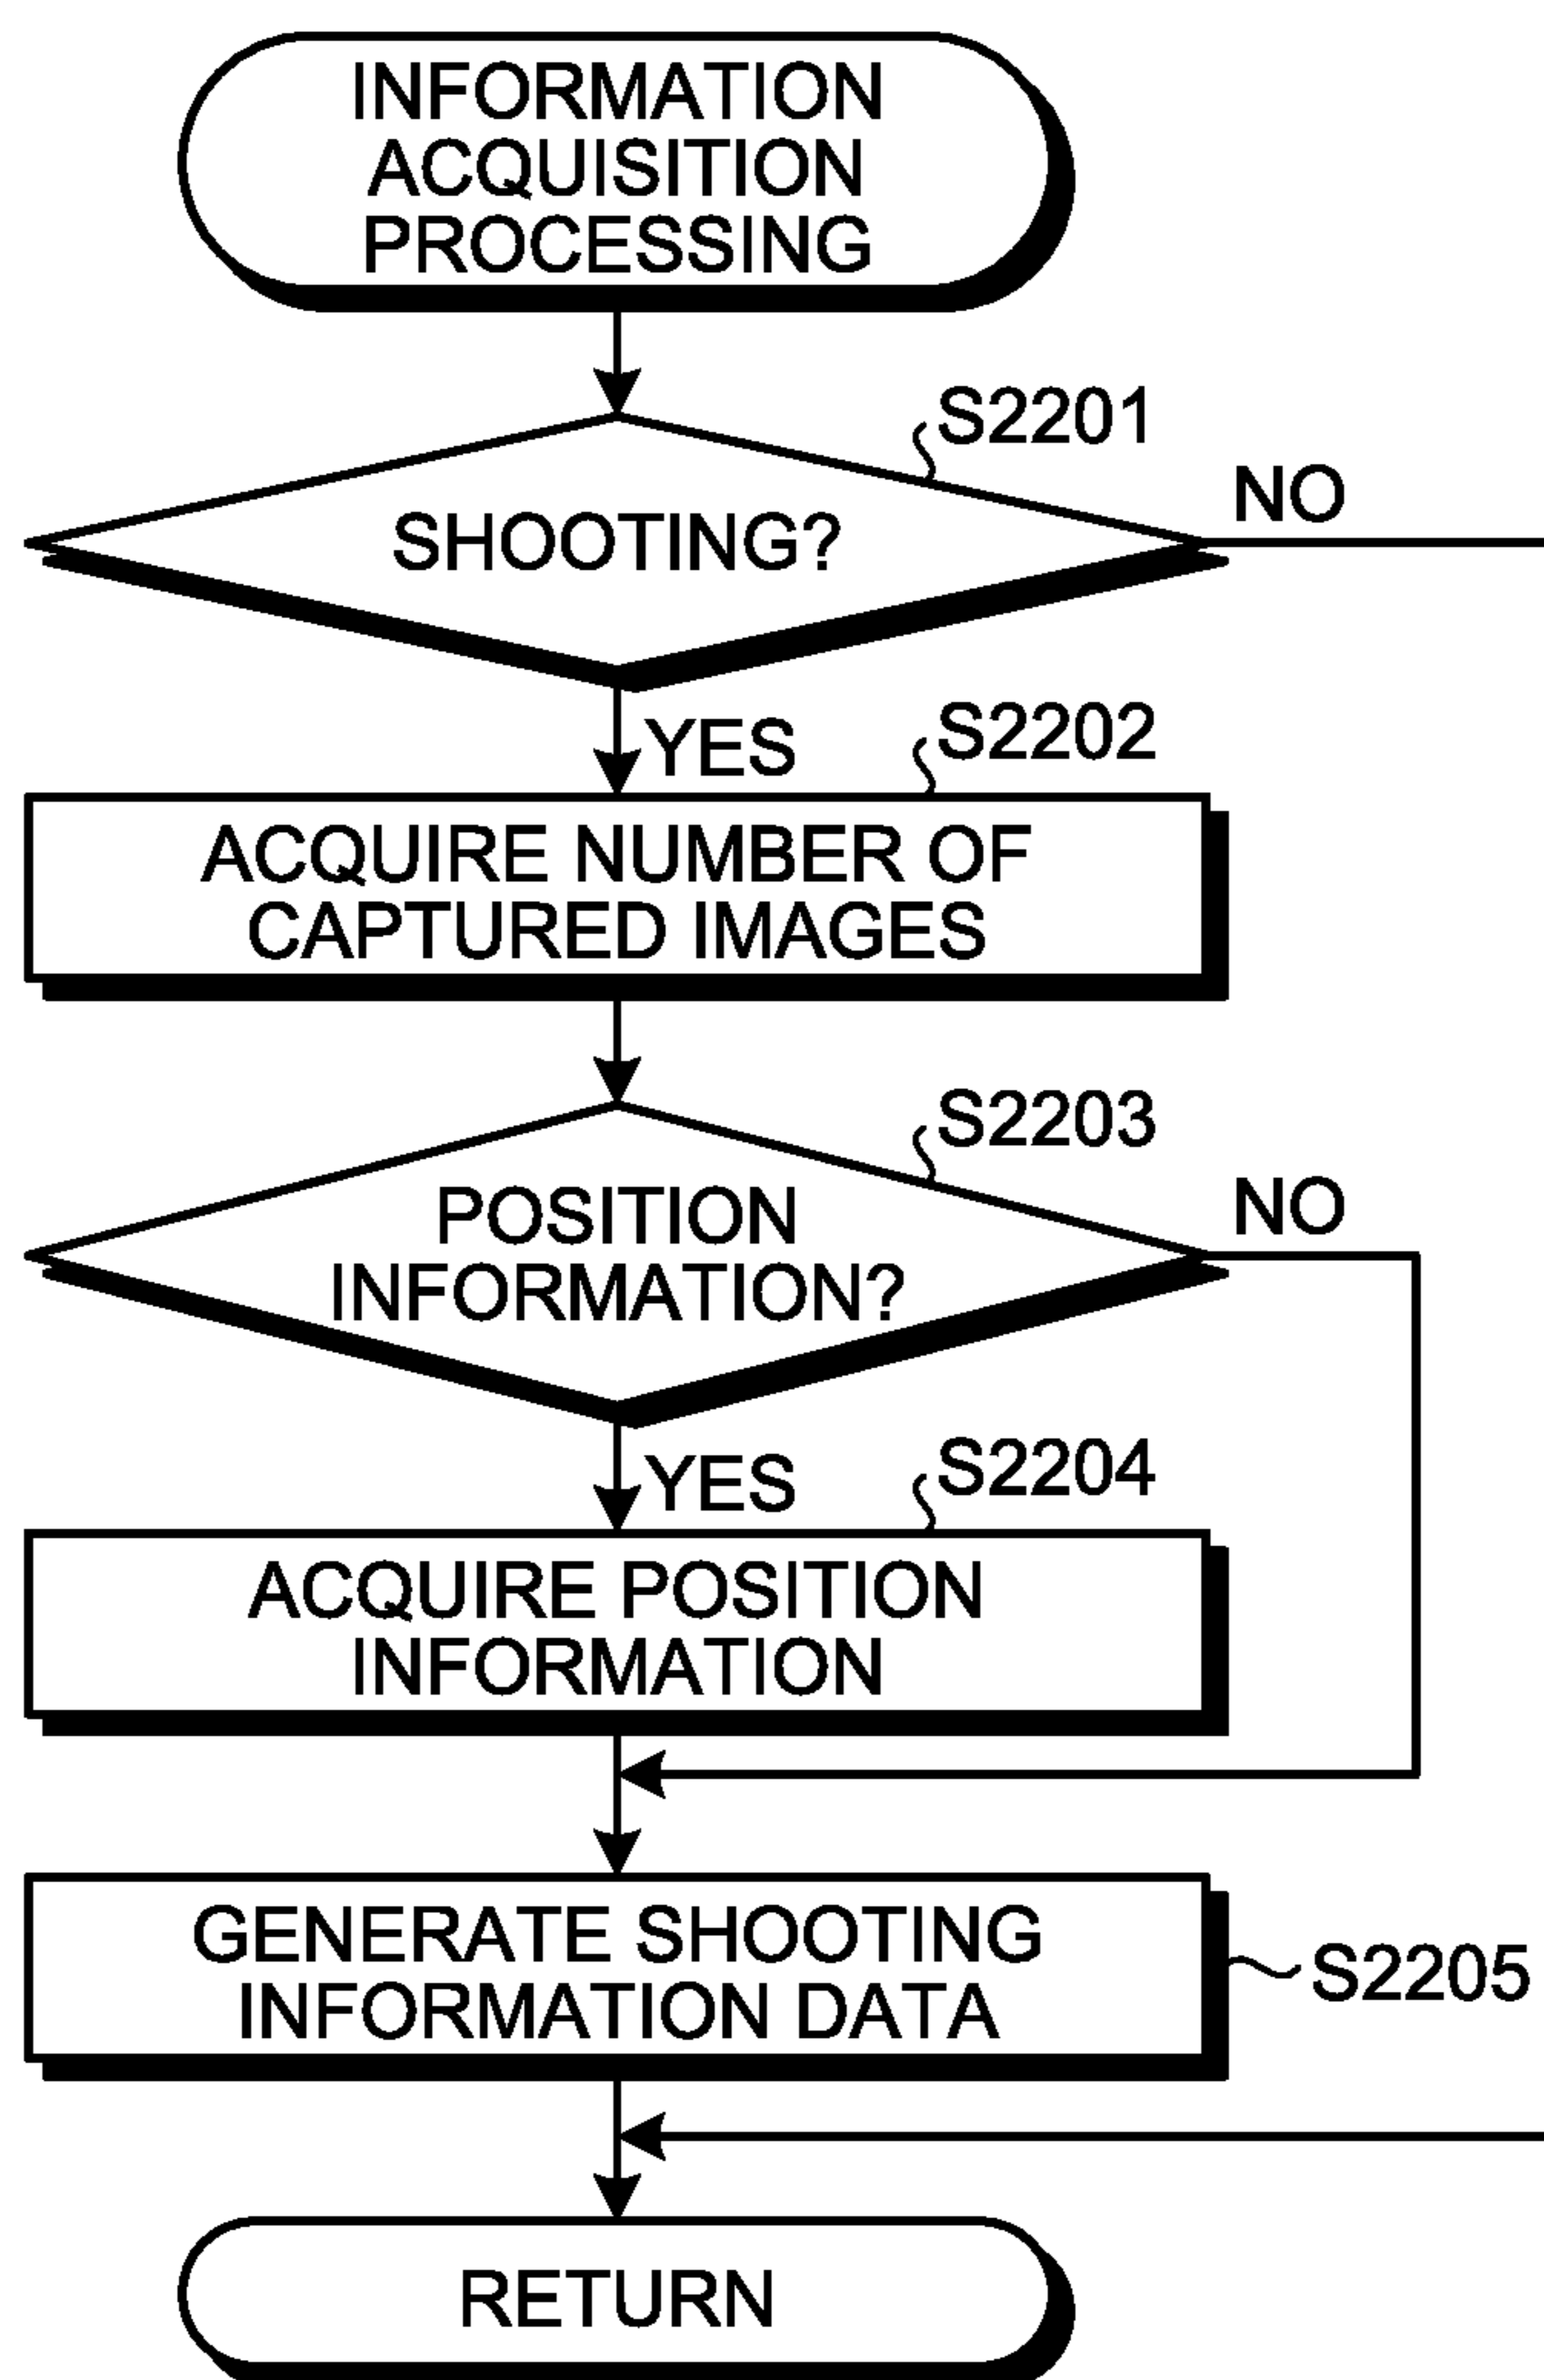 INFORMATION
ACQUISITION
PROCESSING
S2201
NO
SHOOTING?
YES
S2202
ACQUIRE NUMBER OF
CAPTURED IMAGES
S2203
NO
POSITION
INFORMATION?
YES
S2204
ACQUIRE POSITION
INFORMATION
GENERATE SHOOTING
INFORMATION DATA
S2205
RETURN